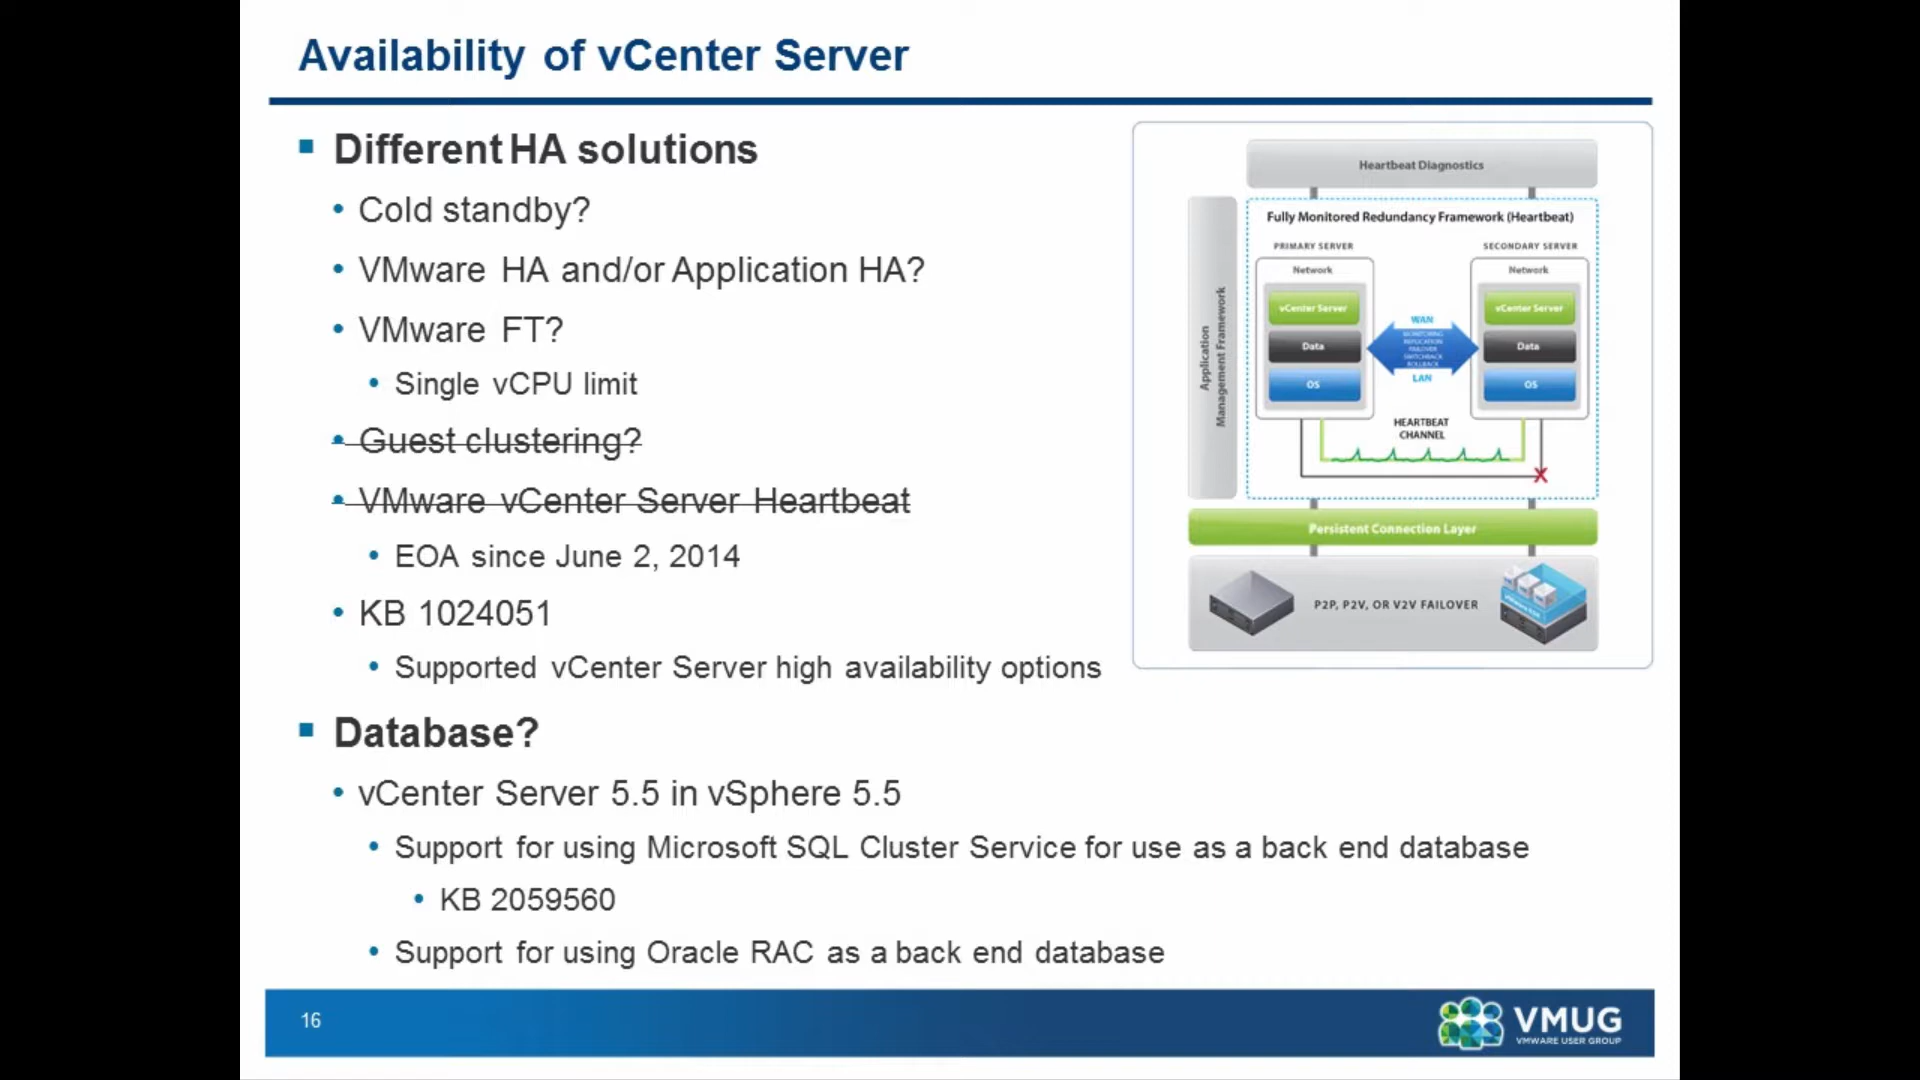 Availability of vCenter Server
Different HA solutions
Cold standby?
VMware HA and/or Application HA?
VMware FT?
Single vCPU limit
Guest clustering?
VMware vCenter Server Heartbeat
EOA since June 2, 2014
KB 1024051
Supported vCenter Server high availability options
Database?
vCenter Server 5.5 in vSphere 5.5
Support for using Microsoft SQL Cluster Service for use as a back end database
KB 2059560
Support for using Oracle RAC as a back end database
Heartbeat Diagnostics
Application
Management Framework
Fully Monitored Redundancy Framework (Heartbeat)
PRIMARY SERVER
SECONDARY SERVER
Network
Network
vCenter Server
vCenter Server
Data
Data
OS
OS
WAN
MONITORING
REPLICATION
FAILOVER
SWITCHBACK
ROLLBACK
LAN
HEARTBEAT
CHANNEL
X
Persistent Connection Layer
P2P, P2V, OR V2V FAILOVER
16
VMUG
VMWARE USER GROUP